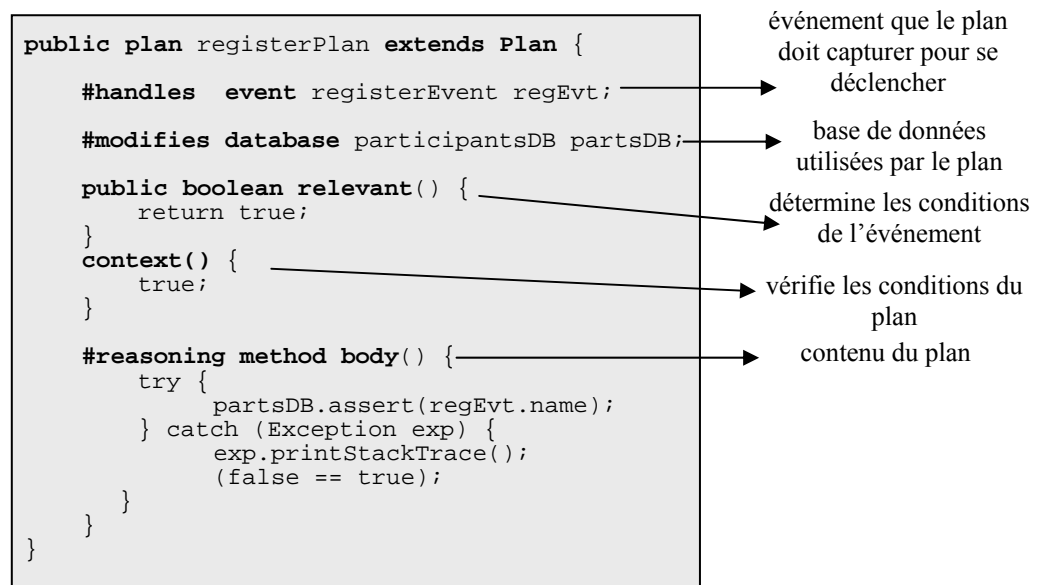 public plan registerPlan extends Plan {
#handles event registerEvent regEvt;
#modifies database participantsDB partsDB;
public boolean relevant() {
return true;
}
context() {
true;
}
#reasoning method body() {
try {
partsDB.assert(regEvt.name);
} catch (Exception exp) {
exp.printStackTrace();
(false == true);
}
}
}
événement que le plan
doit capturer pour se
déclencher
base de données
utilisées par le plan
détermine les conditions
de l’événement
vérifie les conditions du
plan
contenu du plan